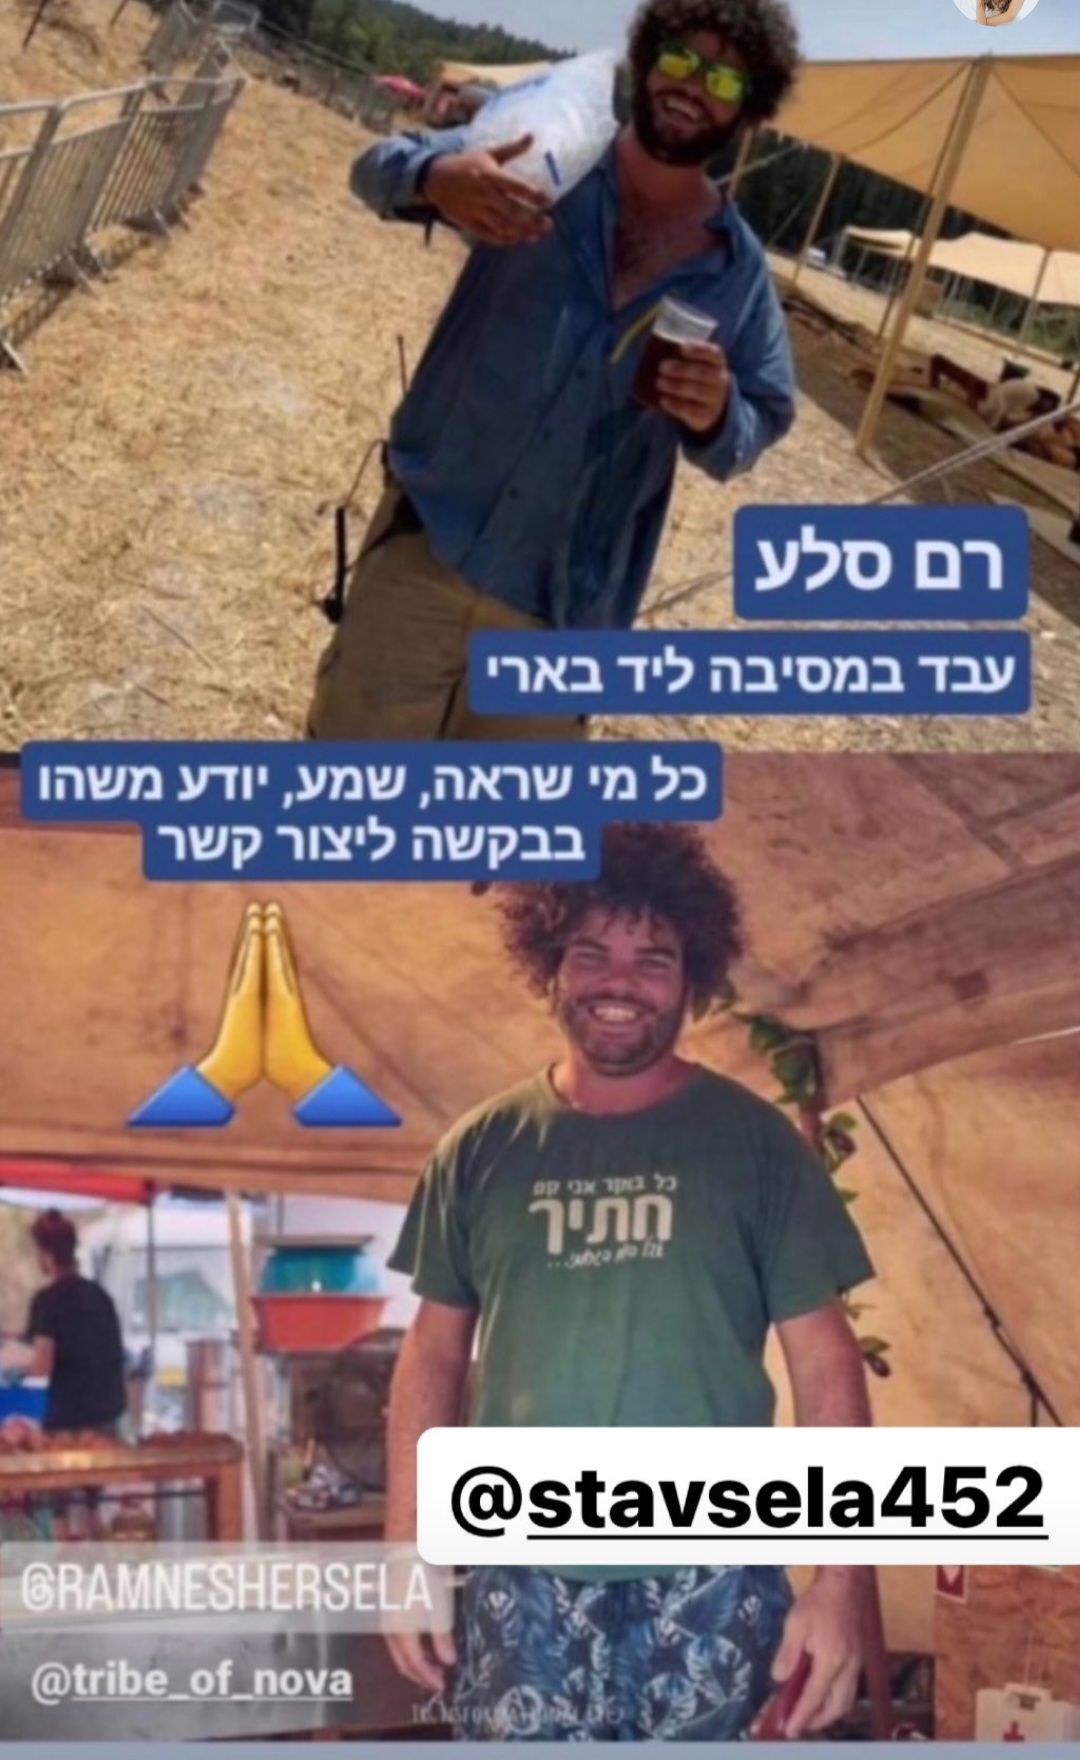 רם סלע
עבד במסיבה ליד בארי
כל מי שראה, שמע, יודע משהו
בבקשה ליצור קשר
כל בוקר אני קם
חתיך
@stavsela452
@RAMNESHERSELA
@tribe_of_nova